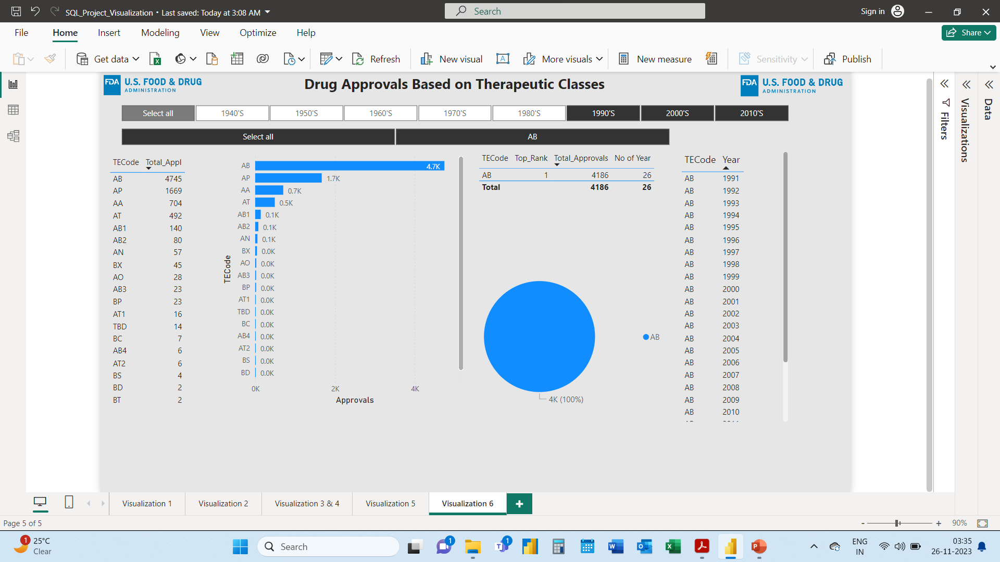 SQL_Project_Visualization • Last saved: Today at 3:08 AM
Search
Sign in
File Home Insert Modeling View Optimize Help
Share
Get data Refresh New visual More visuals New measure Sensitivity Publish
FDA U.S. FOOD & DRUG
ADMINISTRATION
Drug Approvals Based on Therapeutic Classes
FDA U.S. FOOD & DRUG
ADMINISTRATION
Select all 1940'S 1950'S 1960'S 1970'S 1980'S 1990'S 2000'S 2010'S
Select all AB
TECode Total_Appl
AB 4745
AP 1669
AA 704
AT 492
AB1 140
AB2 80
AN 57
BX 45
AO 28
AB3 23
BP 23
AT1 16
TBD 14
BC 7
AB4 6
AT2 6
BS 4
BD 2
BT 2
TECode
AB 4.7K
AP 1.7K
AA 0.7K
AT 0.5K
AB1 0.1K
AB2 0.1K
AN 0.1K
BX 0.0K
AO 0.0K
AB3 0.0K
BP 0.0K
AT1 0.0K
TBD 0.0K
BC 0.0K
AB4 0.0K
AT2 0.0K
BS 0.0K
BD 0.0K
0K 2K 4K
Approvals
TECode Top_Rank Total_Approvals No of Year
AB 1 4186 26
Total 4186 26
AB
4K (100%)
TECode Year
AB 1991
AB 1992
AB 1993
AB 1994
AB 1995
AB 1996
AB 1997
AB 1998
AB 1999
AB 2000
AB 2001
AB 2002
AB 2003
AB 2004
AB 2005
AB 2006
AB 2007
AB 2008
AB 2009
AB 2010
Filters
Visualizations
Data
Visualization 1 Visualization 2 Visualization 3 & 4 Visualization 5 Visualization 6
Page 5 of 5
- + 90%
1
25°C
Clear
Search
1
1
ENG
IN
03:35
26-11-2023